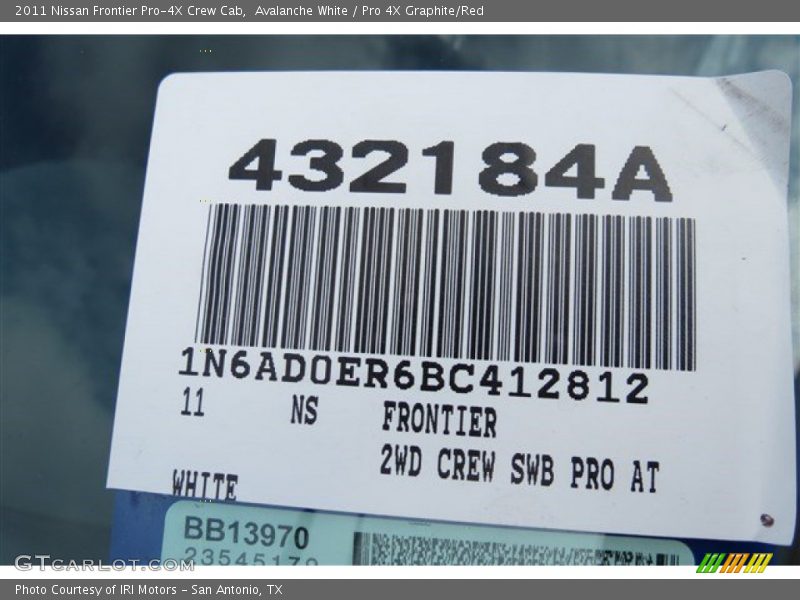 2011 Nissan Frontier Pro-4X Crew Cab,  Avalanche White / Pro 4X Graphite/Red
432184A
1N6AD0ER6BC412812
11 NS FRONTIER
2WD CREW SWB PRO AT
WHITE
BB13970
GTcarlot.com
Photo Courtesy of IRI Motors - San Antonio, TX